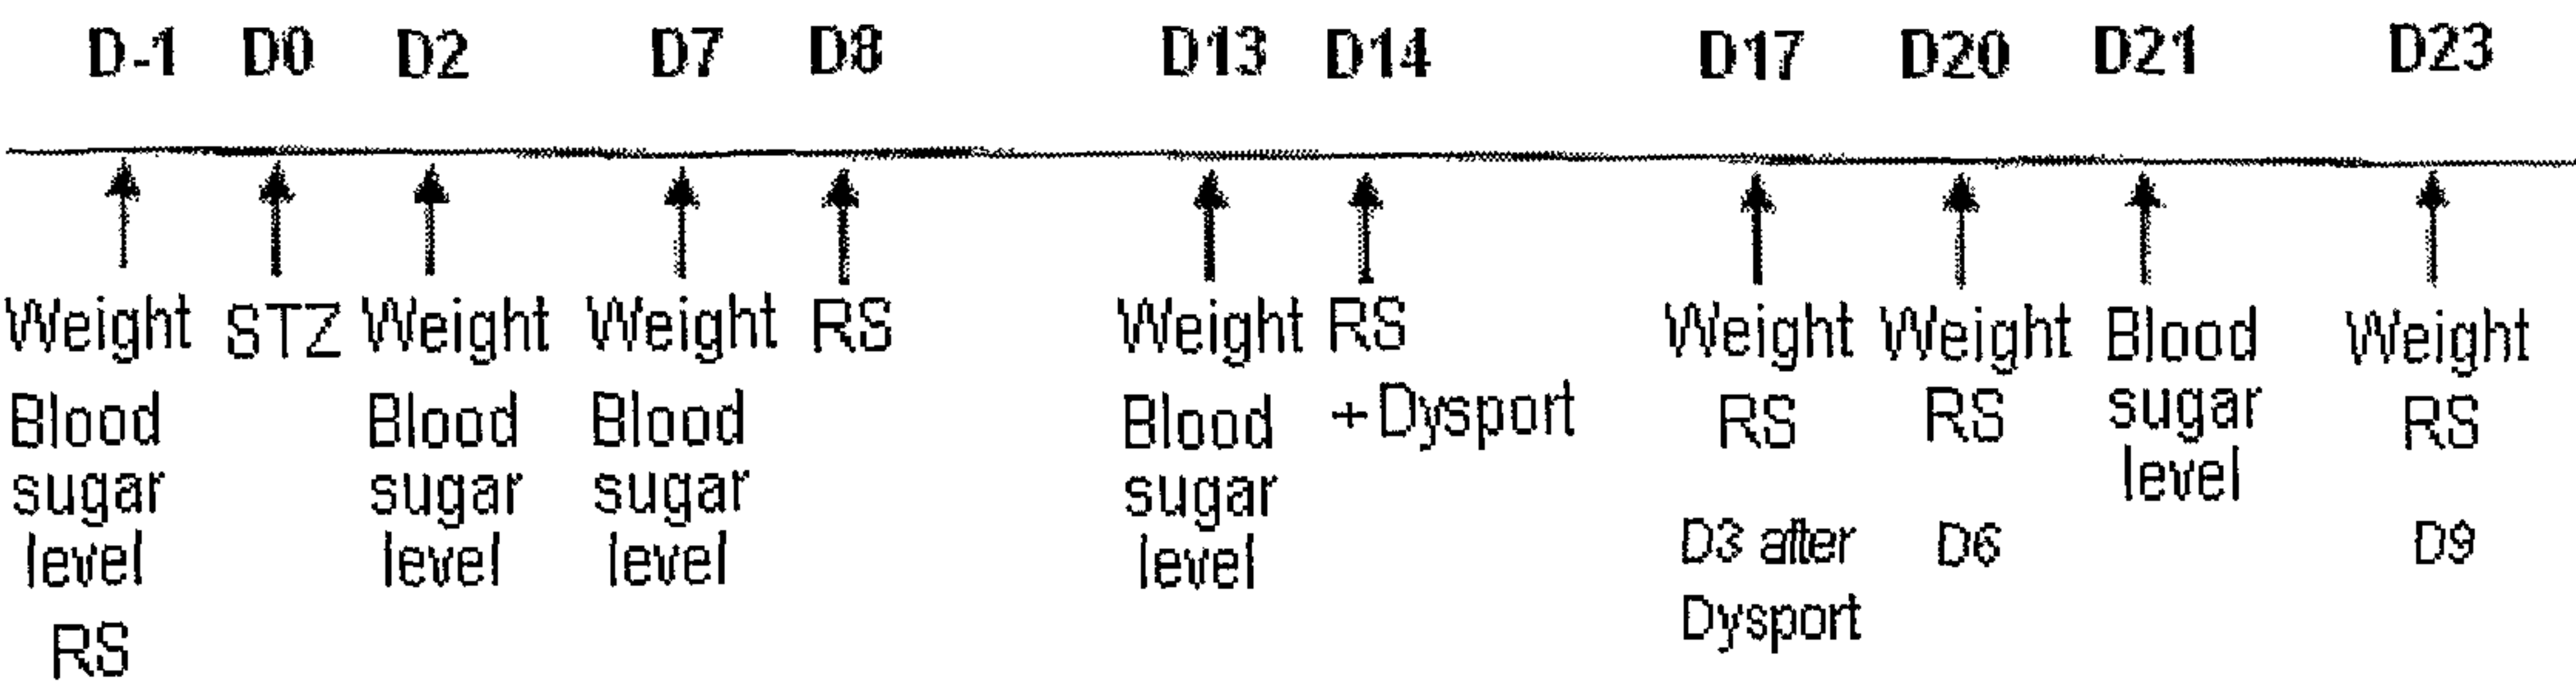 D-1 D0 D2 D7 D8 D13 D14 D17 D20 D21 D23
Weight STZ Weight Weight RS Weight RS Weight Weight Blood Weight
Blood Blood Blood Blood +Dysport RS RS sugar RS
sugar sugar sugar sugar level
level level level level D3 after D6 D9
RS Dysport